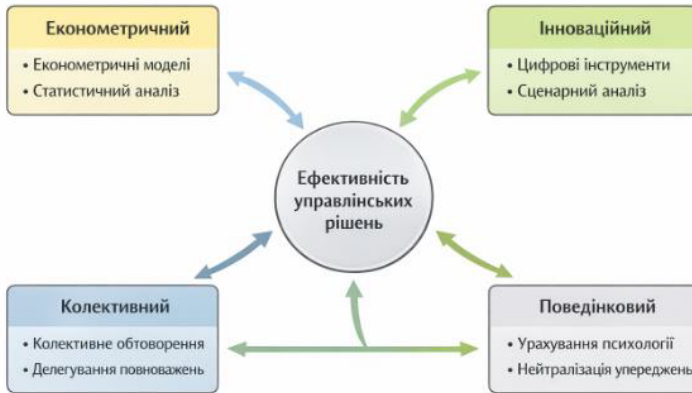 Економетричний
• Економетричні моделі
• Статистичний аналіз
Інноваційний
• Цифрові інструменти
• Сценарний аналіз
Ефективність
управлінських
рішень
Колективний
• Колективне обтоворення
• Делегування повноважень
Поведінковий
• Урахування психології
• Нейтралізація упереджень